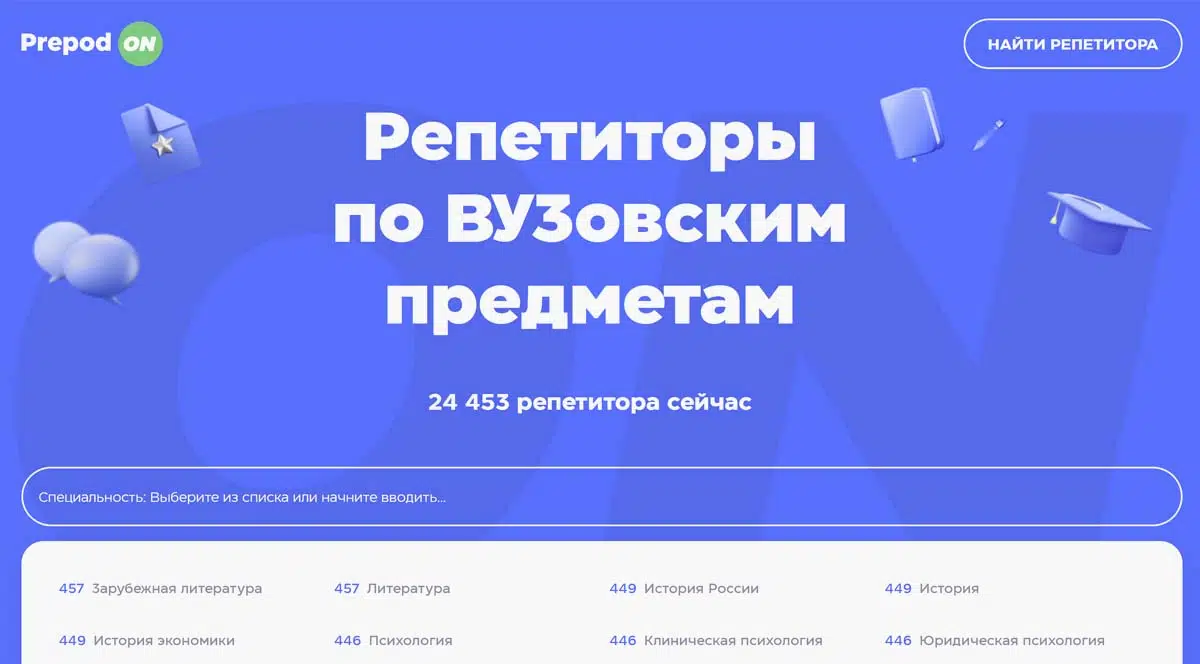 Prepod ON
НАЙТИ РЕПЕТИТОРА
Репетиторы
по ВУЗовским
предметам
24 453 репетитора сейчас
Специальность: Выберите из списка или начните вводить...
457 Зарубежная литература
457 Литература
449 История России
449 История
449 История экономики
446 Психология
446 Клиническая психология
446 Юридическая психология